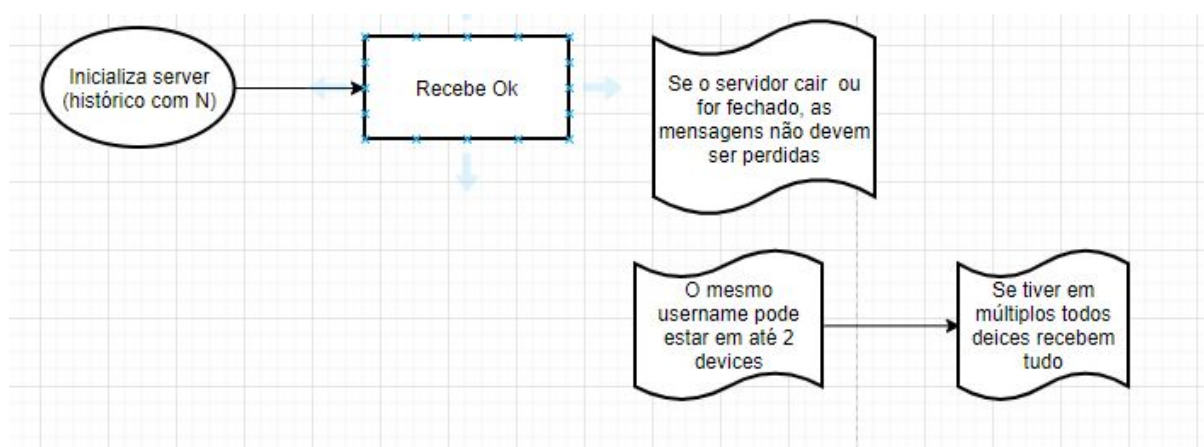 Inicializa server
(histórico com N)
Recebe Ok
Se o servidor cair ou
for fechado, as
mensagens não devem
ser perdidas
O mesmo
username pode
estar em até 2
devices
Se tiver em
múltiplos todos
deices recebem
tudo